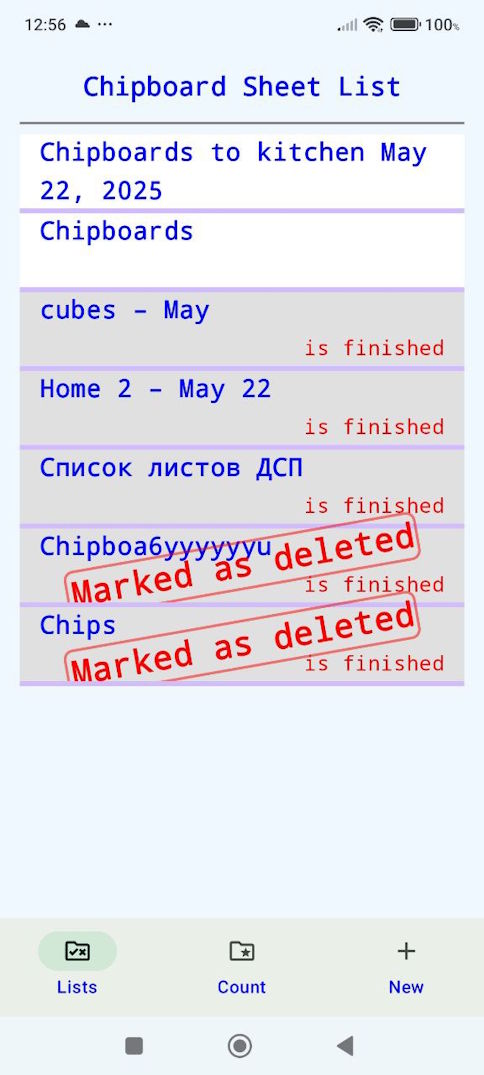 12:56
100%
Chipboard Sheet List
Chipboards to kitchen May
22, 2025
Chipboards
cubes – May
is finished
Home 2 – May 22
is finished
Список листов ДСП
is finished
Chipboa6yyyyyyu
Marked as deleted
is finished
Chips
Marked as deleted
is finished
Lists
Count
New